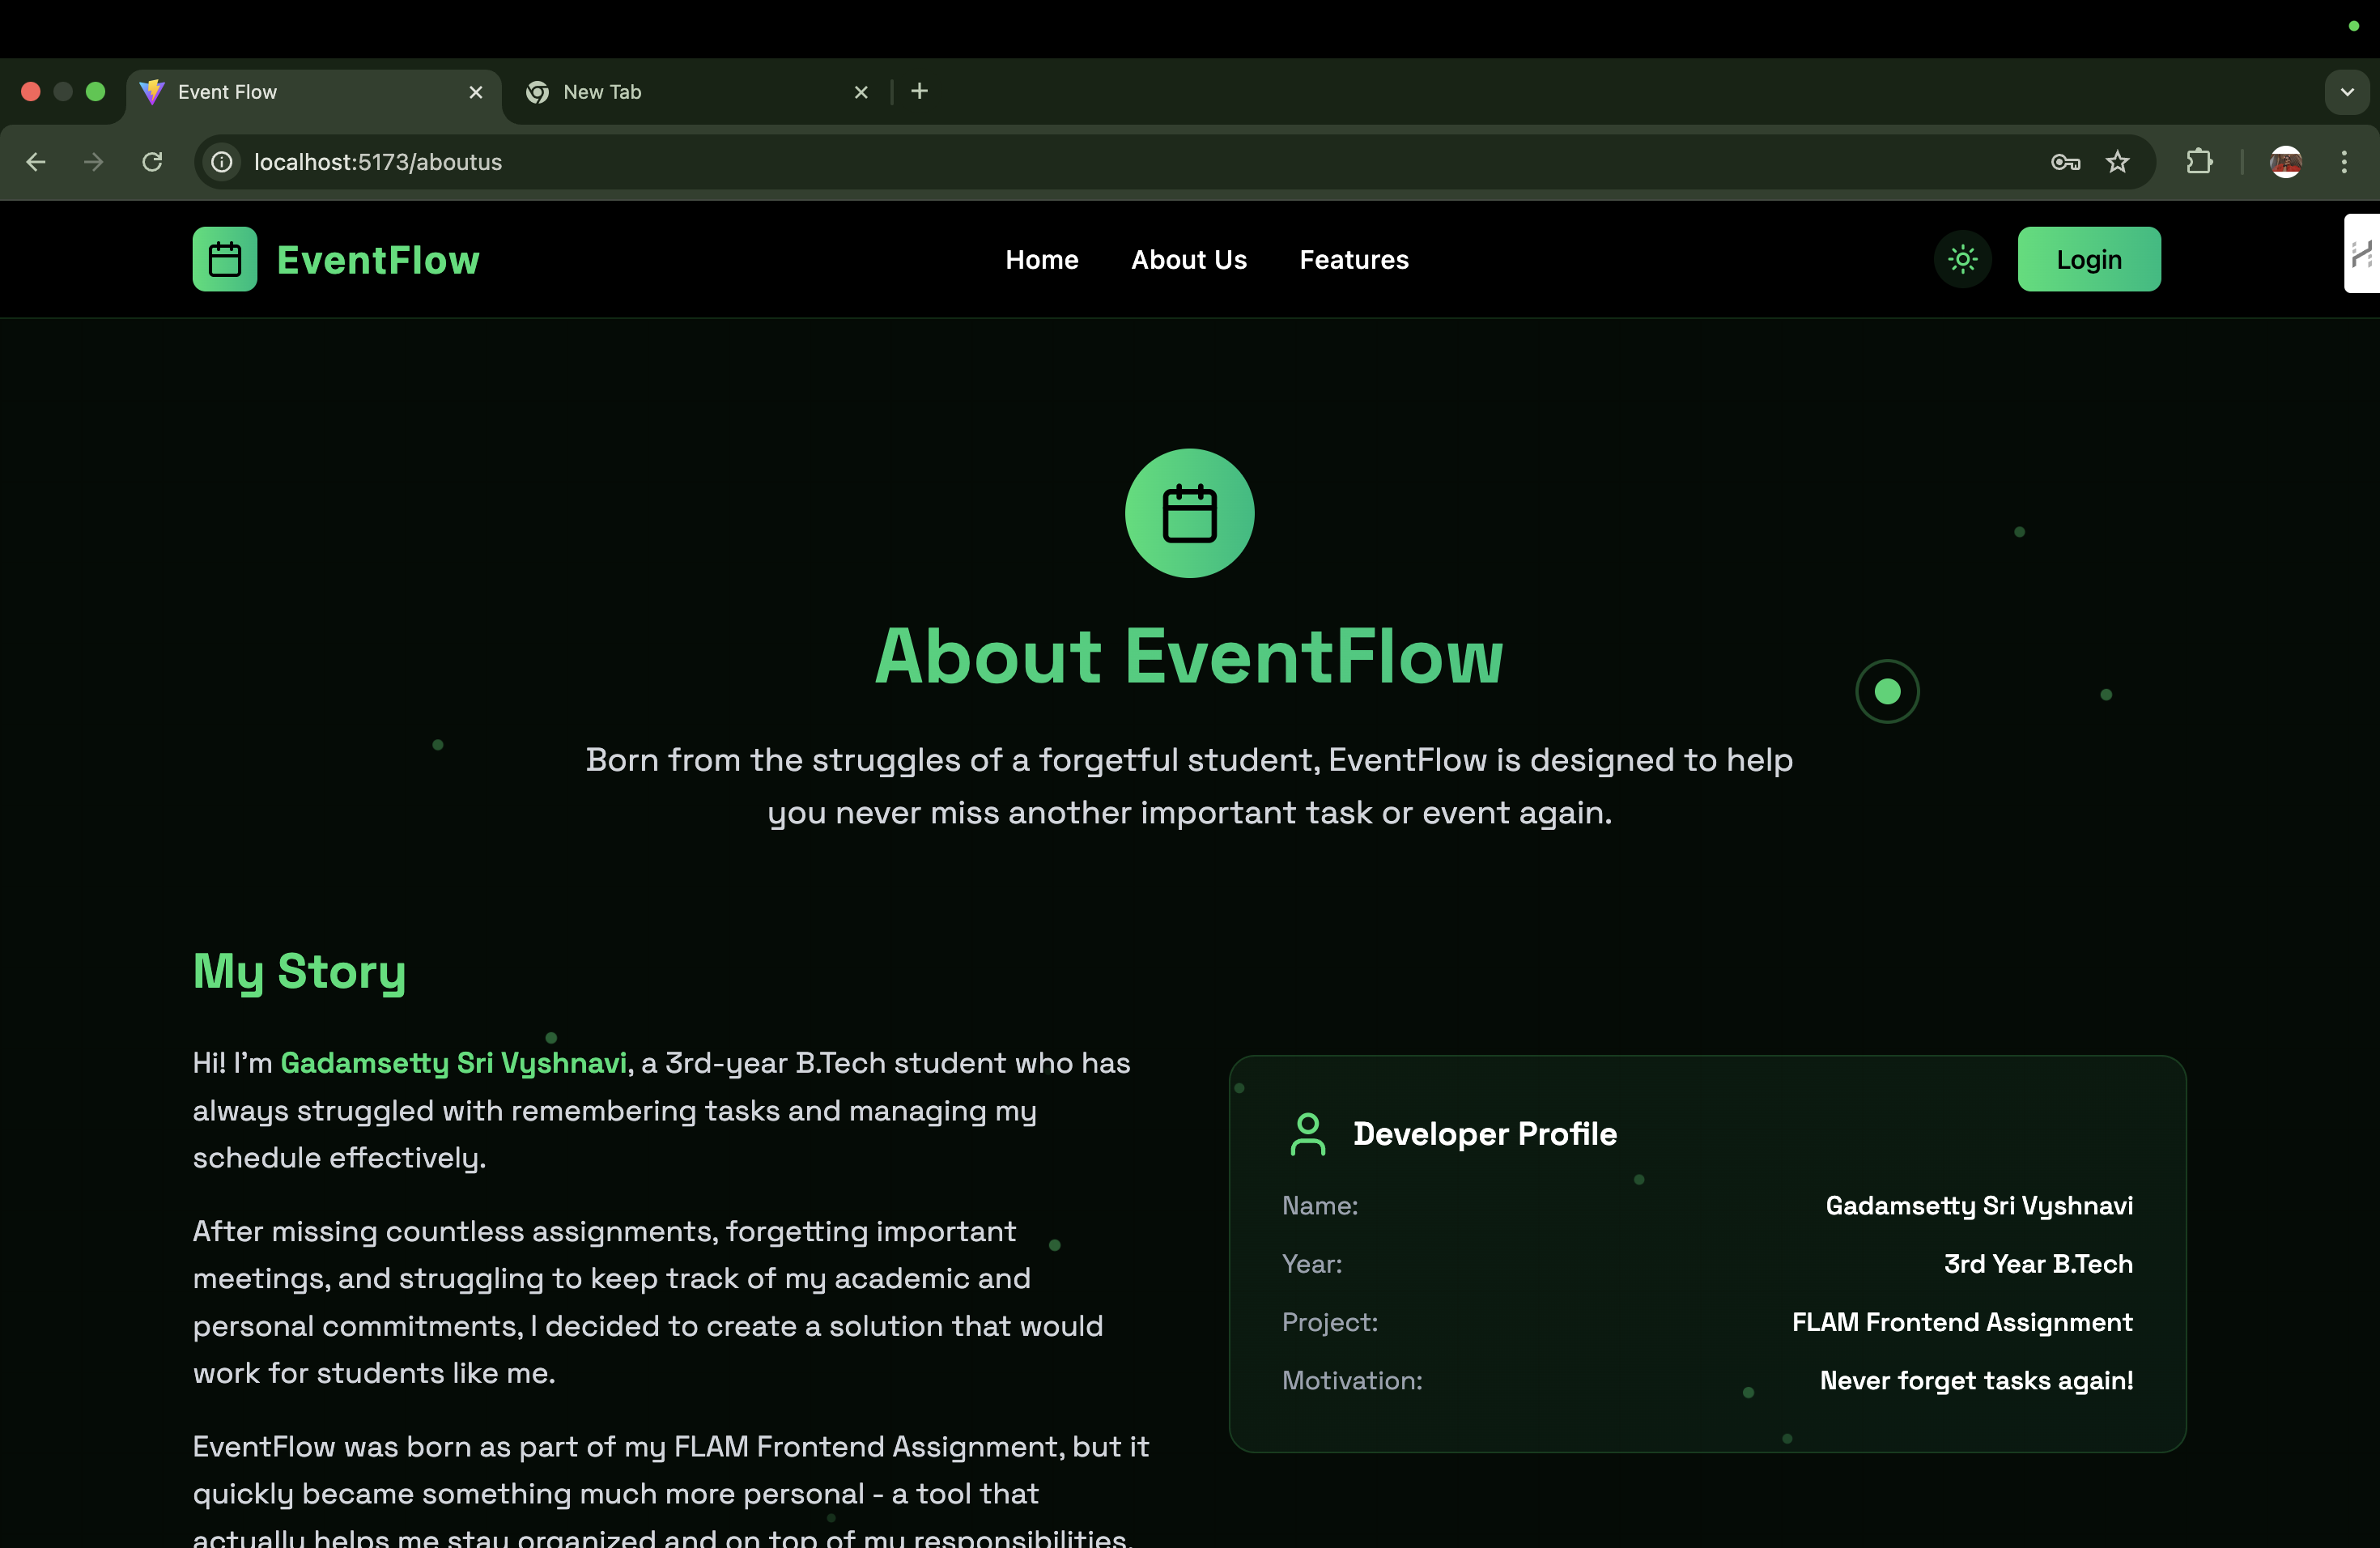 Event Flow
New Tab
localhost:5173/aboutus
EventFlow
Home
About Us
Features
Login
About EventFlow
Born from the struggles of a forgetful student, EventFlow is designed to help
you never miss another important task or event again.
My Story
Hi! I'm Gadamsetty Sri Vyshnavi, a 3rd-year B.Tech student who has
always struggled with remembering tasks and managing my
schedule effectively.
After missing countless assignments, forgetting important
meetings, and struggling to keep track of my academic and
personal commitments, I decided to create a solution that would
work for students like me.
EventFlow was born as part of my FLAM Frontend Assignment, but it
quickly became something much more personal - a tool that
actually helps me stay organized and on top of my responsibilities.
Developer Profile
Name: Gadamsetty Sri Vyshnavi
Year: 3rd Year B.Tech
Project: FLAM Frontend Assignment
Motivation: Never forget tasks again!